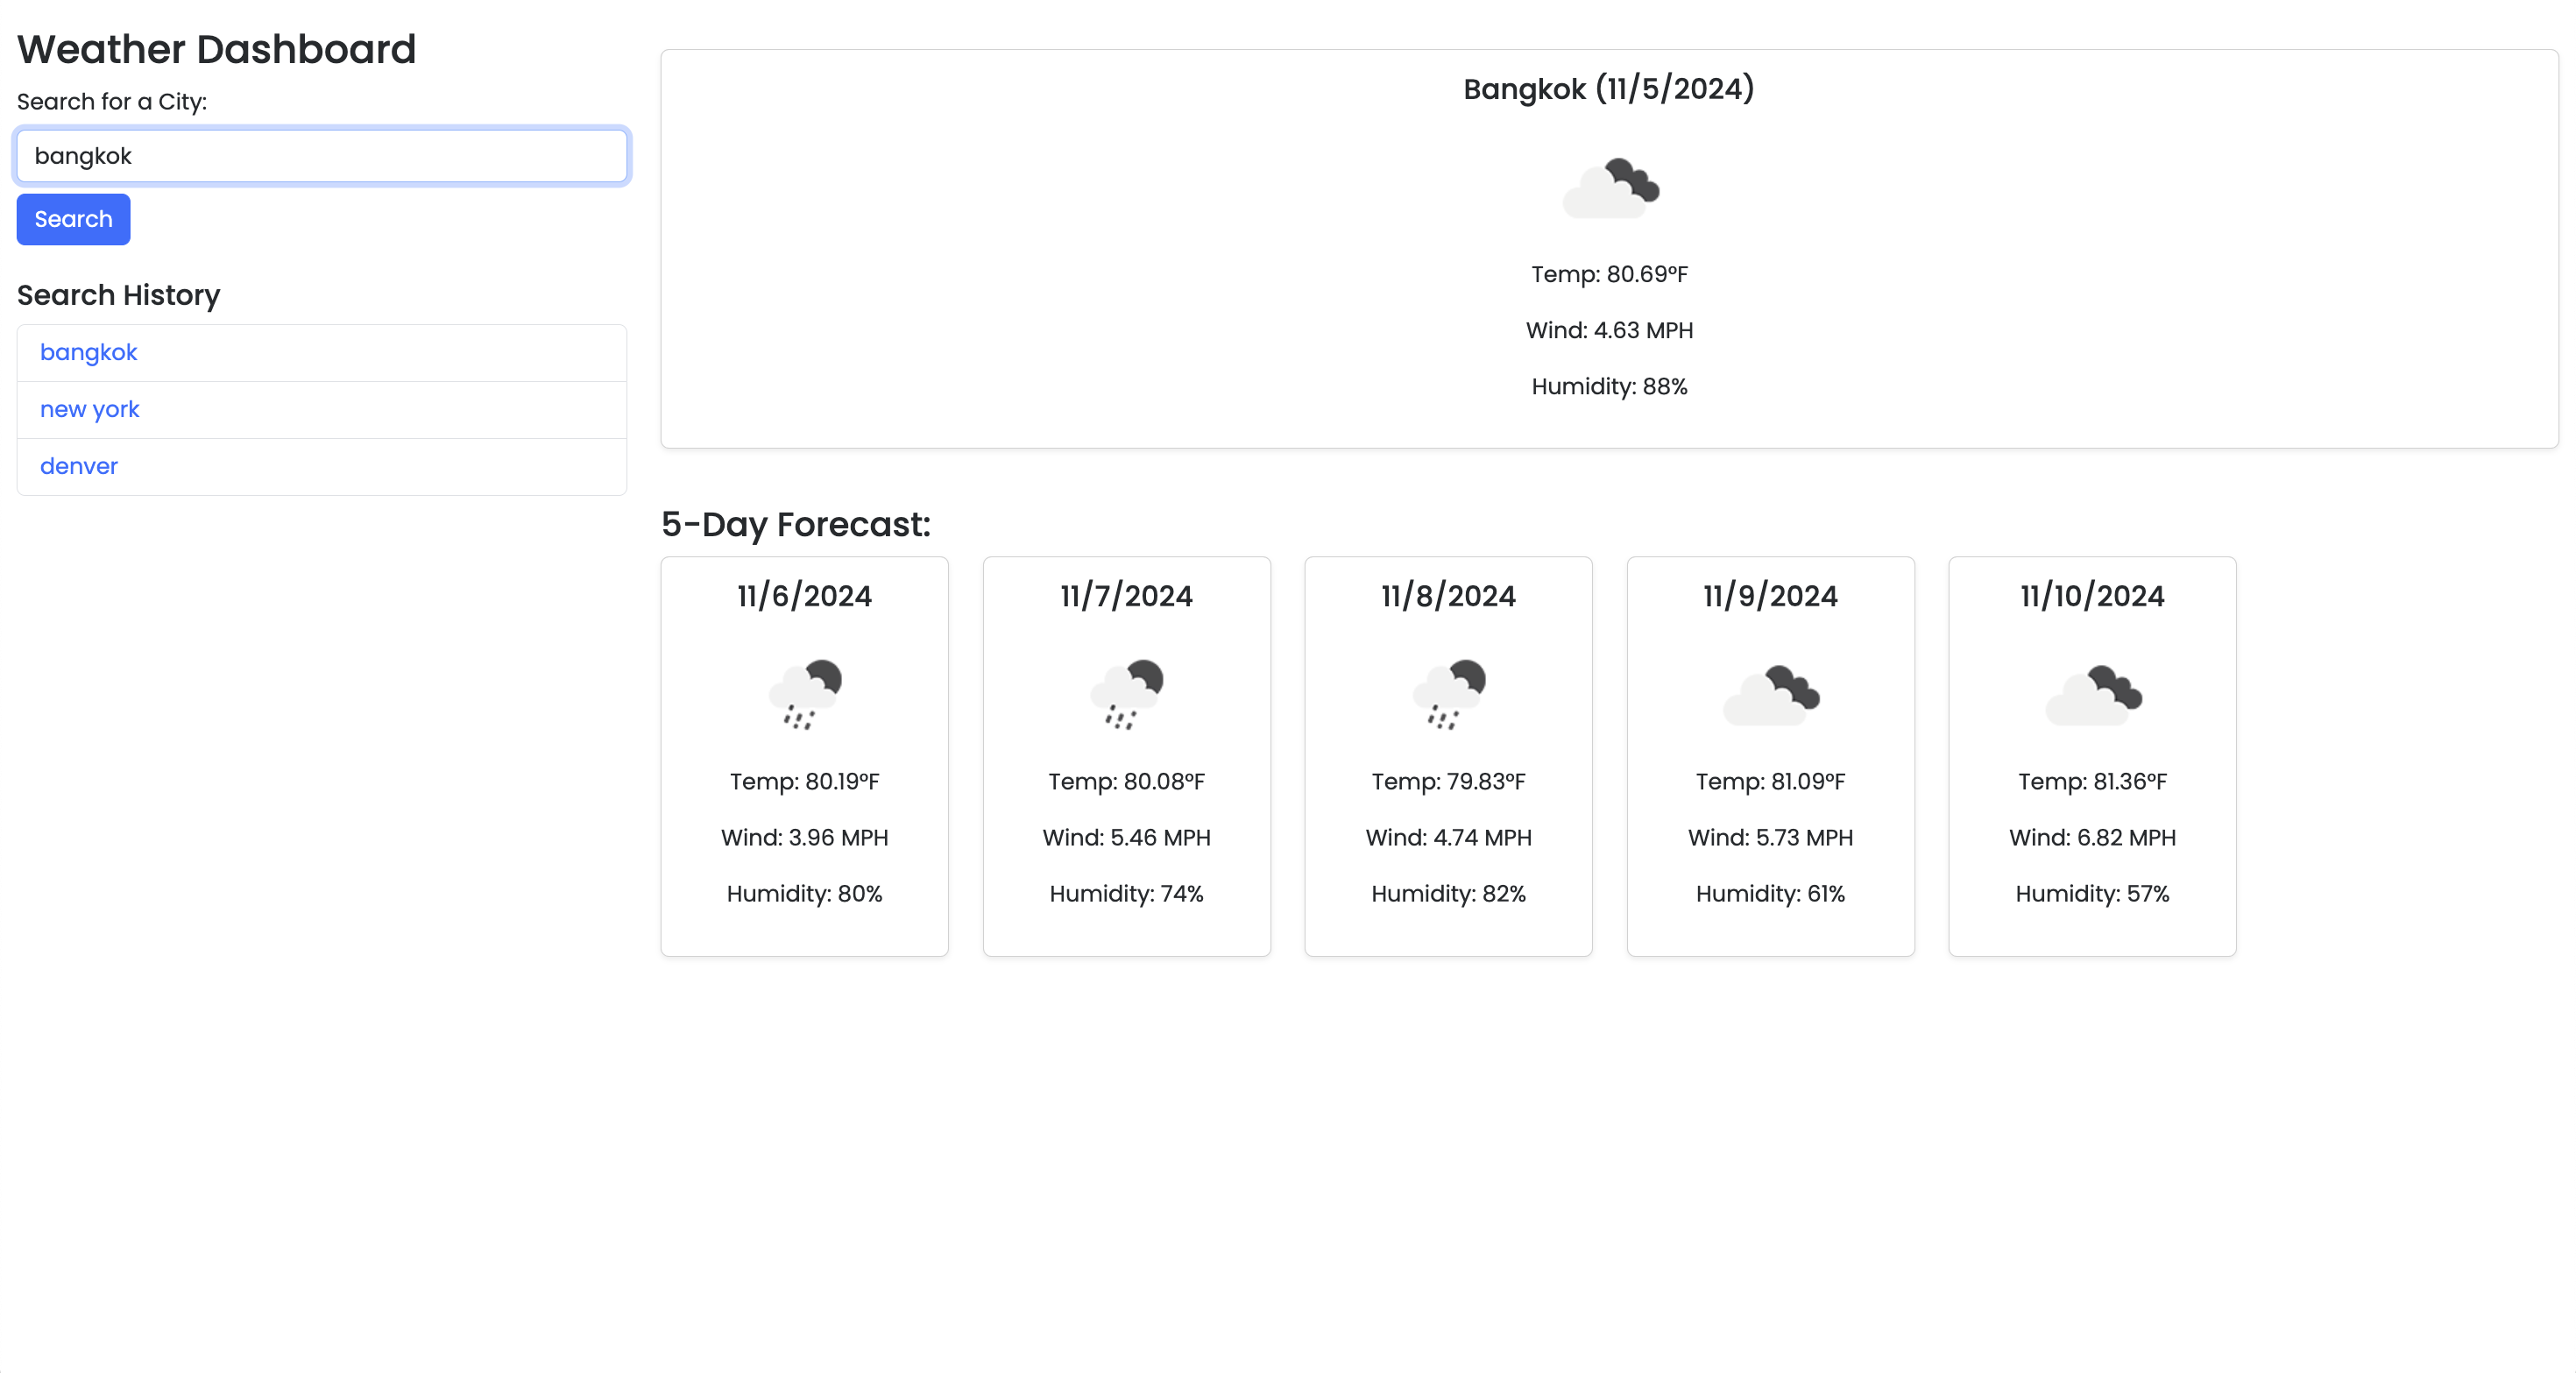 Weather Dashboard
Search for a City:
bangkok
Search
Search History
bangkok
new york
denver
Bangkok (11/5/2024)
Temp: 80.69°F
Wind: 4.63 MPH
Humidity: 88%
5-Day Forecast:
11/6/2024
Temp: 80.19°F
Wind: 3.96 MPH
Humidity: 80%
11/7/2024
Temp: 80.08°F
Wind: 5.46 MPH
Humidity: 74%
11/8/2024
Temp: 79.83°F
Wind: 4.74 MPH
Humidity: 82%
11/9/2024
Temp: 81.09°F
Wind: 5.73 MPH
Humidity: 61%
11/10/2024
Temp: 81.36°F
Wind: 6.82 MPH
Humidity: 57%